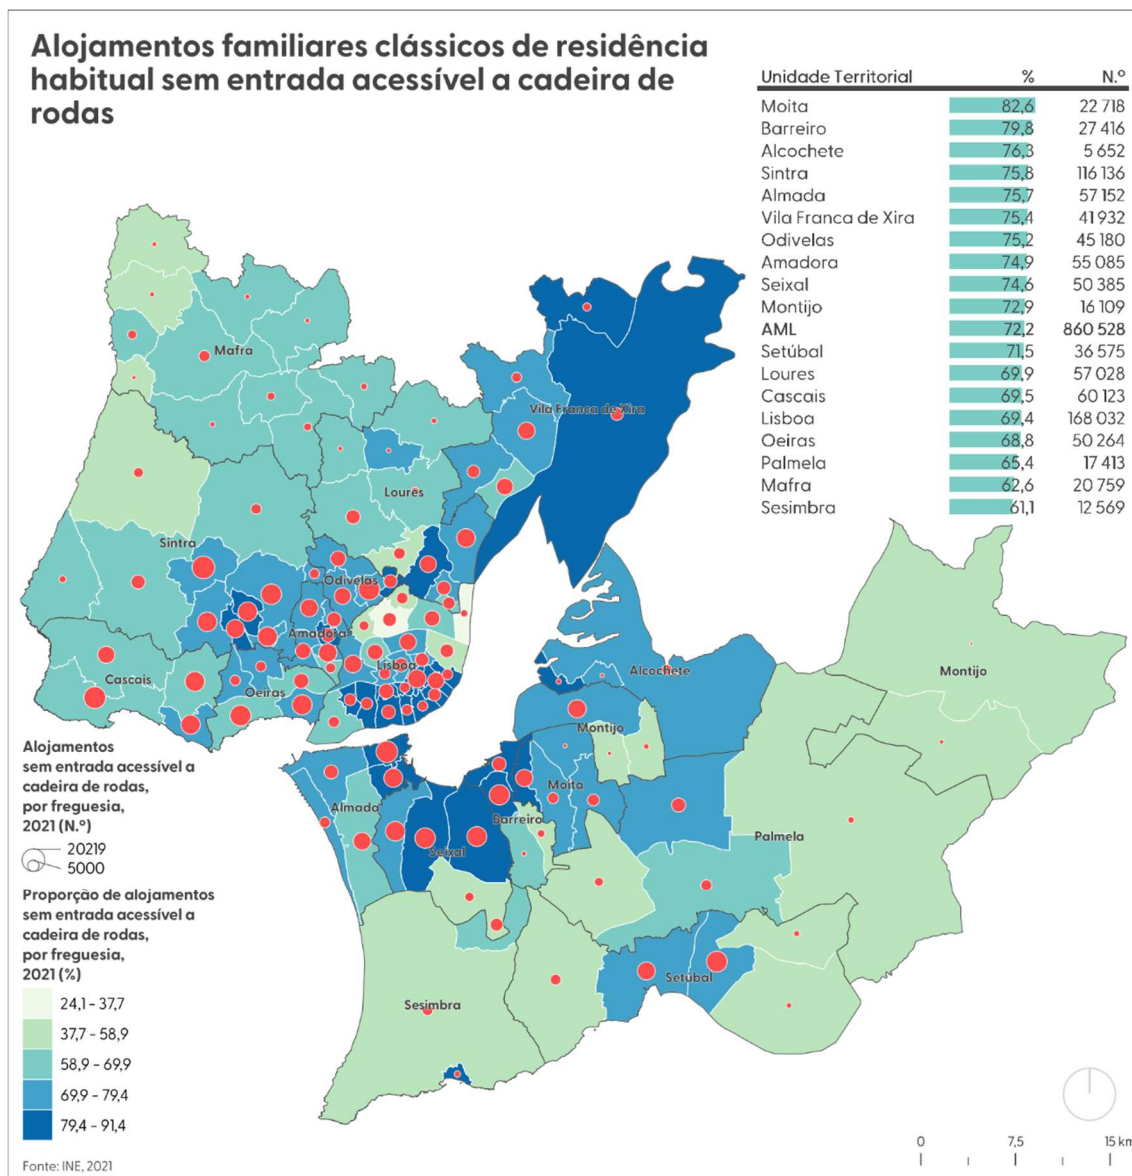 Alojamentos familiares clássicos de residência
habitual sem entrada acessível a cadeira de
rodas
Unidade Territorial % N.º
Moita 82,6 22 718
Barreiro 79,8 27 416
Alcochete 76,3 5 652
Sintra 75,8 116 136
Almada 75,7 57 152
Vila Franca de Xira 75,4 41 932
Odivelas 75,2 45 180
Amadora 74,9 55 085
Seixal 74,6 50 385
Montijo 72,9 16 109
AML 72,2 860 528
Setúbal 71,5 36 575
Loures 69,9 57 028
Cascais 69,5 60 123
Lisboa 69,4 168 032
Oeiras 68,8 50 264
Palmela 65,4 17 413
Mafra 62,6 20 759
Sesimbra 61,1 12 569
Mafra
Vila Franca de Xira
Loures
Sintra
Odivelas
Amadora
Lisboa
Cascais
Oeiras
Alcochete
Montijo
Montijo
Moita
Almada
Barreiro
Seixal
Palmela
Setúbal
Sesimbra
Alojamentos
sem entrada acessível a
cadeira de rodas,
por freguesia,
2021 (N.º)
20219
5000
Proporção de alojamentos
sem entrada acessível a
cadeira de rodas,
por freguesia,
2021 (%)
24,1 - 37,7
37,7 - 58,9
58,9 - 69,9
69,9 - 79,4
79,4 - 91,4
Fonte: INE, 2021
0 7,5 15 km